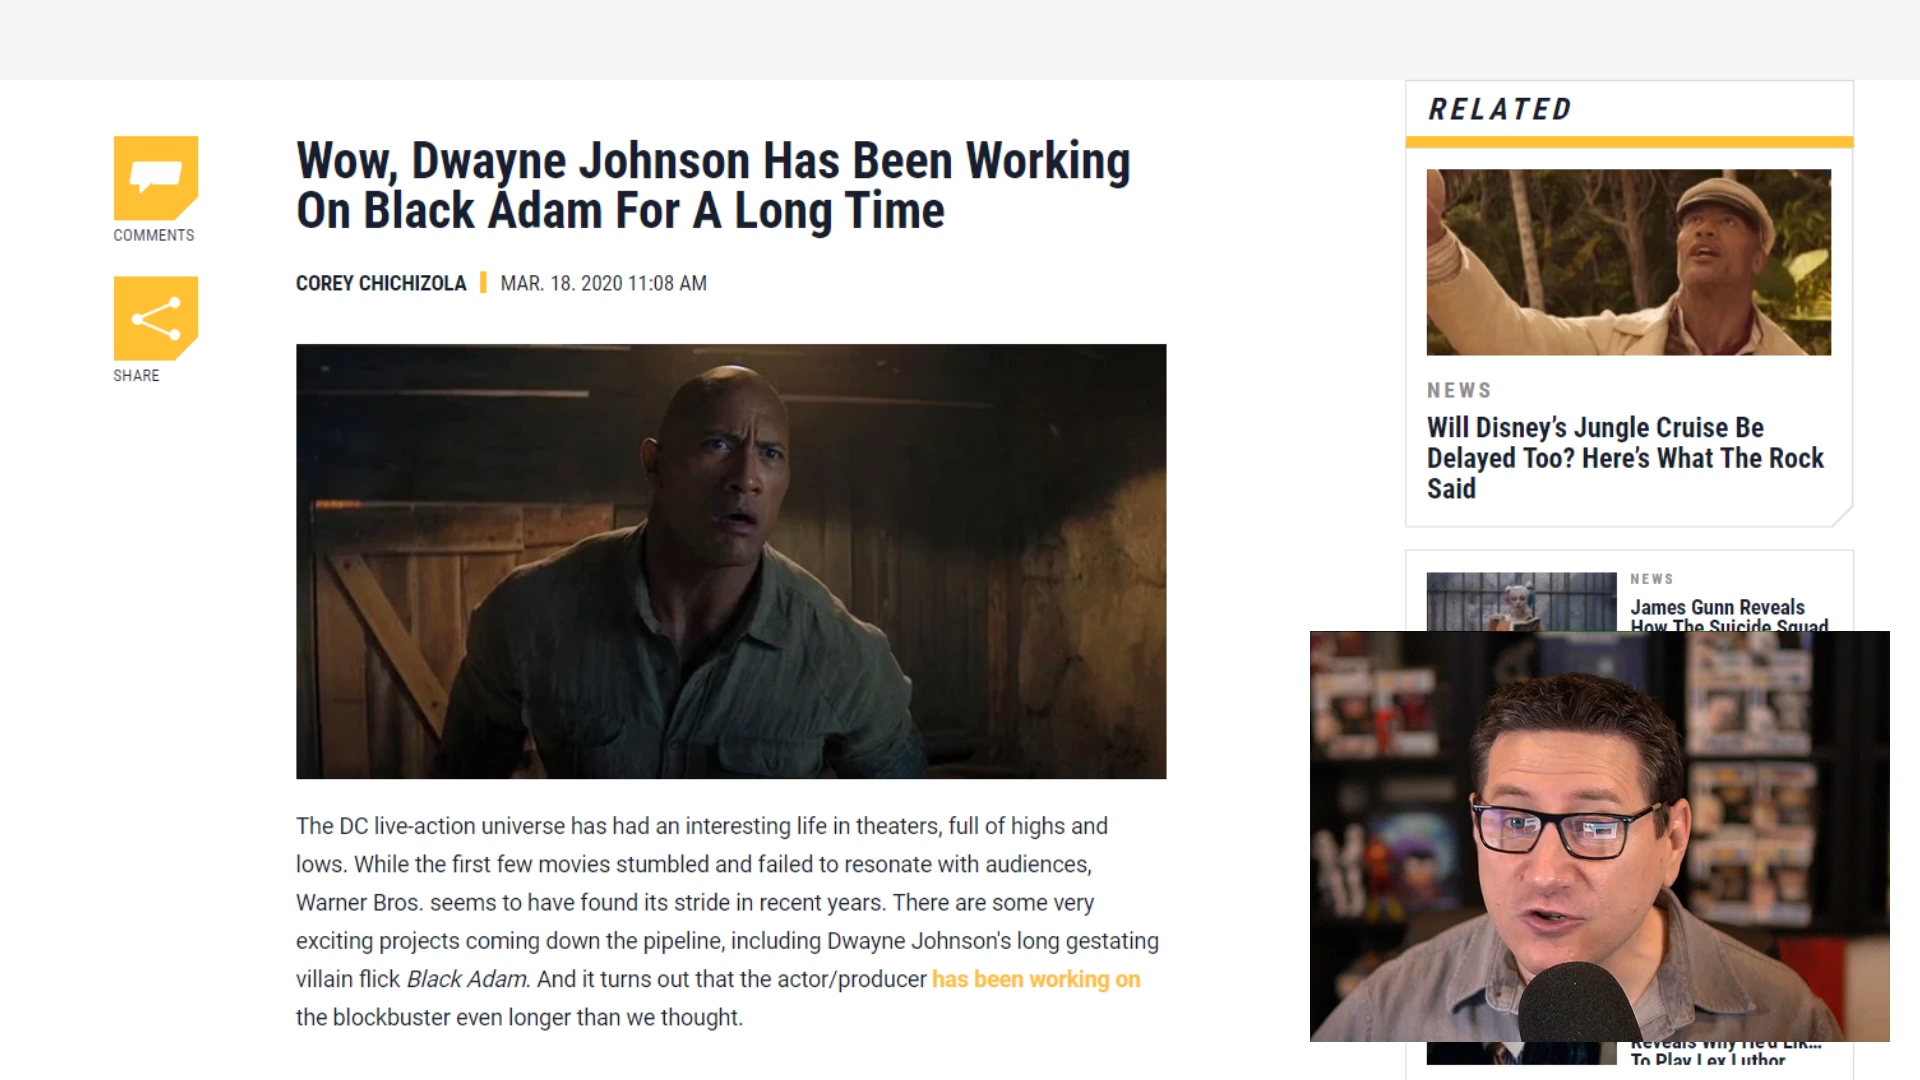 COMMENTS
SHARE
Wow, Dwayne Johnson Has Been Working
On Black Adam For A Long Time
COREY CHICHIZOLA MAR. 18. 2020 11:08 AM
The DC live-action universe has had an interesting life in theaters, full of highs and
lows. While the first few movies stumbled and failed to resonate with audiences,
Warner Bros. seems to have found its stride in recent years. There are some very
exciting projects coming down the pipeline, including Dwayne Johnson's long gestating
villain flick Black Adam. And it turns out that the actor/producer has been working on
the blockbuster even longer than we thought.
RELATED
NEWS
Will Disney’s Jungle Cruise Be
Delayed Too? Here’s What The Rock
Said
NEWS
James Gunn Reveals
How The Suicide Squad
Reveals Why He'd Lik...
To Play Lex Luthor